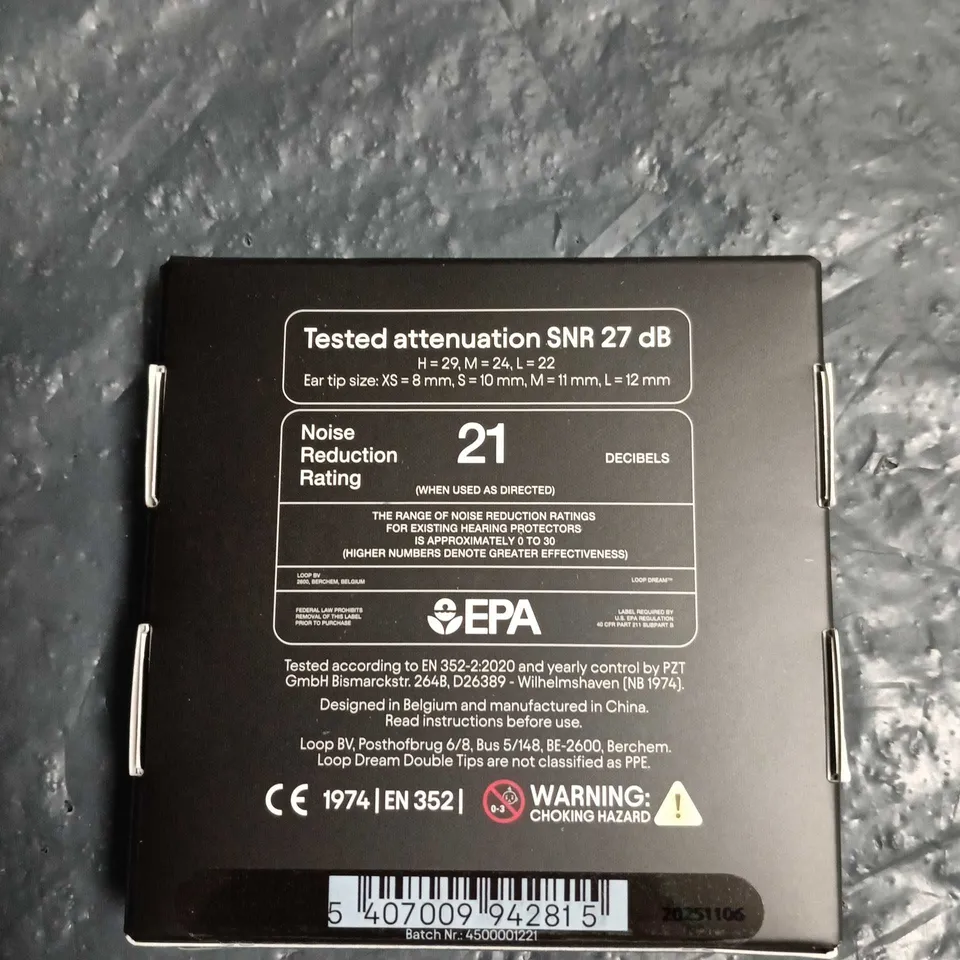 Tested attenuation SNR 27 dB
H = 29, M = 24, L = 22
Ear tip size: XS = 8 mm, S = 10 mm, M = 11 mm, L = 12 mm
Noise
Reduction
Rating
21
DECIBELS
(WHEN USED AS DIRECTED)
THE RANGE OF NOISE REDUCTION RATINGS
FOR EXISTING HEARING PROTECTORS
IS APPROXIMATELY 0 TO 30
(HIGHER NUMBERS DENOTE GREATER EFFECTIVENESS)
LOOP BV
2600, BERCHEM, BELGIUM
LOOP DREAM™
FEDERAL LAW PROHIBITS
REMOVAL OF THIS LABEL
PRIOR TO PURCHASE
EPA
LABEL REQUIRED BY
U.S. EPA REGULATION
40 CFR PART 211 SUBPART B
Tested according to EN 352-2:2020 and yearly control by PZT
GmbH Bismarckstr. 264B, D26389 - Wilhelmshaven (NB 1974).
Designed in Belgium and manufactured in China.
Read instructions before use.
Loop BV, Posthofbrug 6/8, Bus 5/148, BE-2600, Berchem.
Loop Dream Double Tips are not classified as PPE.
CE 1974 | EN 352 |
0-3
WARNING:
CHOKING HAZARD
!
5 407009 942815
20251106
Batch Nr.: 4500001221